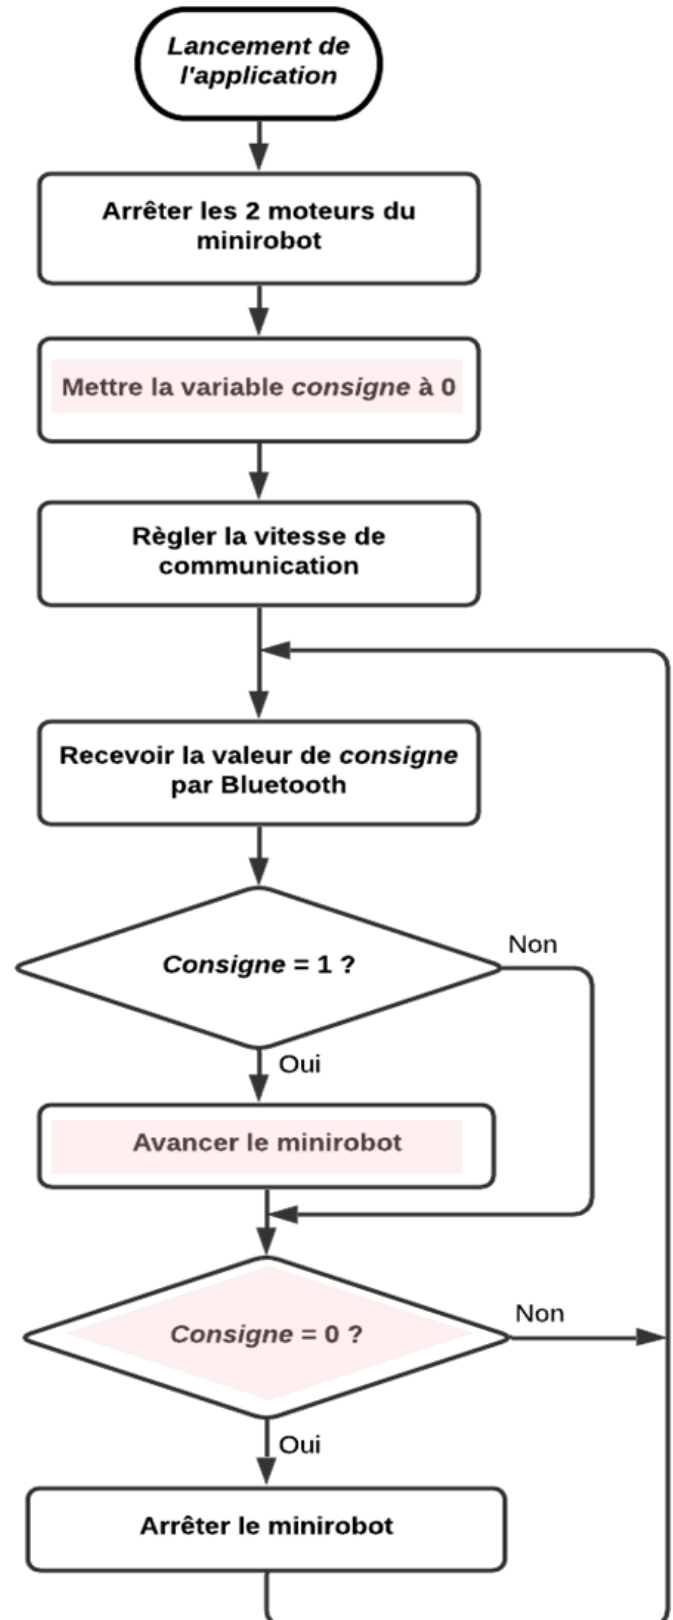 Lancement de
l'application
Arrêter les 2 moteurs du
minirobot
Mettre la variable consigne à 0
Règler la vitesse de
communication
Recevoir la valeur de consigne
par Bluetooth
Consigne = 1 ?
Non
Oui
Avancer le minirobot
Consigne = 0 ?
Non
Oui
Arrêter le minirobot